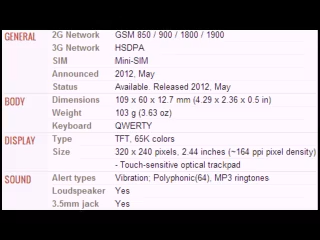 GENERAL 2G Network GSM 850 / 900 / 1800 / 1900
3G Network HSDPA
SIM Mini-SIM
Announced 2012, May
Status Available. Released 2012, May
BODY Dimensions 109 x 60 x 12.7 mm (4.29 x 2.36 x 0.5 in)
Weight 103 g (3.63 oz)
Keyboard QWERTY
DISPLAY Type TFT, 65K colors
Size 320 x 240 pixels, 2.44 inches (~164 ppi pixel density)
- Touch-sensitive optical trackpad
SOUND Alert types Vibration; Polyphonic(64), MP3 ringtones
Loudspeaker Yes
3.5mm jack Yes